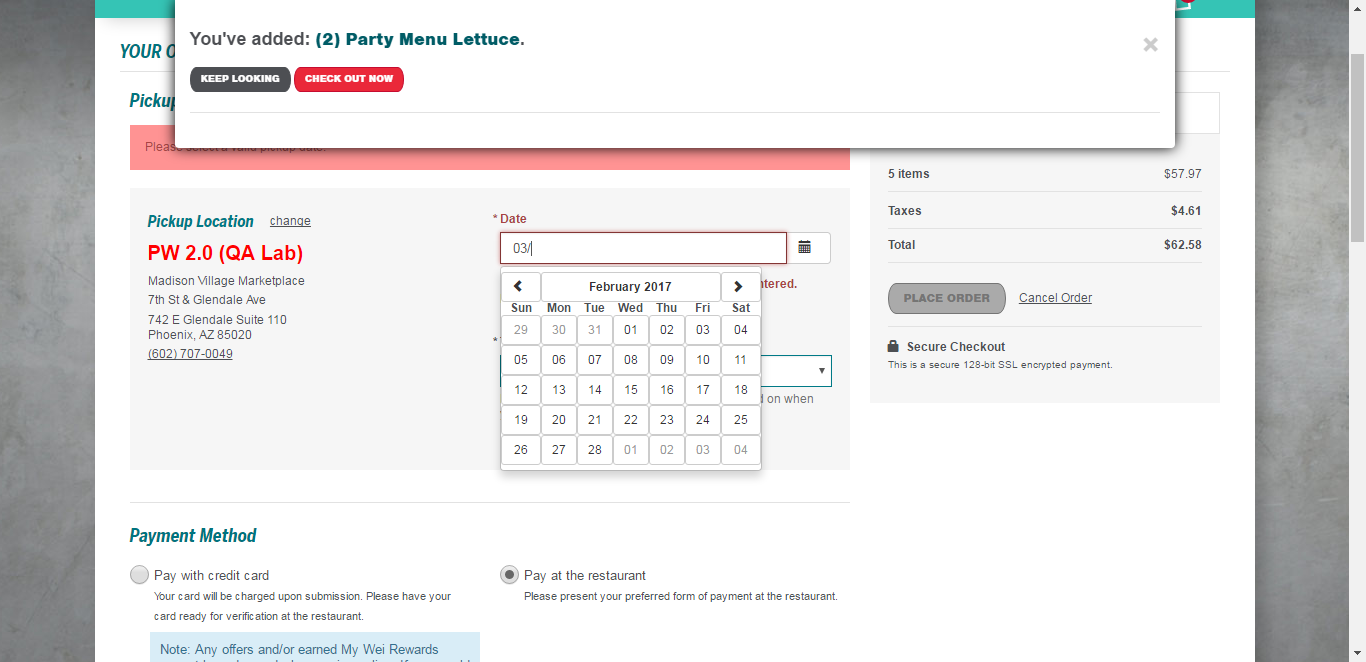 You've added: (2) Party Menu Lettuce.
KEEP LOOKING CHECK OUT NOW
YOUR
Please select a valid pickup date.
Pickup Location change
PW 2.0 (QA Lab)
Madison Village Marketplace
7th St & Glendale Ave
742 E Glendale Suite 110
Phoenix, AZ 85020
(602) 707-0049
* Date
03/
February 2017
Sun Mon Tue Wed Thu Fri Sat
29 30 31 01 02 03 04
05 06 07 08 09 10 11
12 13 14 15 16 17 18
19 20 21 22 23 24 25
26 27 28 01 02 03 04
on when
5 items $57.97
Taxes $4.61
Total $62.58
PLACE ORDER Cancel Order
Secure Checkout
This is a secure 128-bit SSL encrypted payment.
Payment Method
Pay with credit card
Your card will be charged upon submission. Please have your
card ready for verification at the restaurant.
Note: Any offers and/or earned My Wei Rewards
Pay at the restaurant
Please present your preferred form of payment at the restaurant.